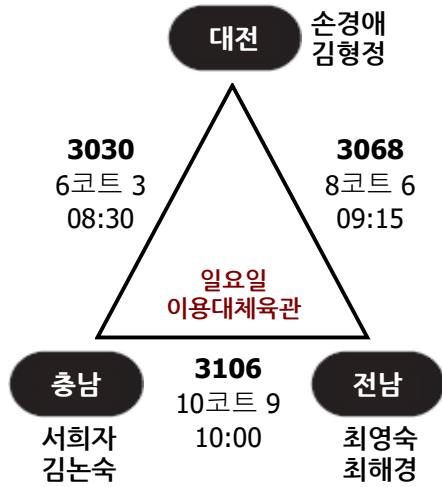 대전
손경애
김형정
3030
6코트 3
08:30
3068
8코트 6
09:15
일요일
이용대체육관
충남
서희자
김논숙
3106
10코트 9
10:00
전남
최영숙
최해경